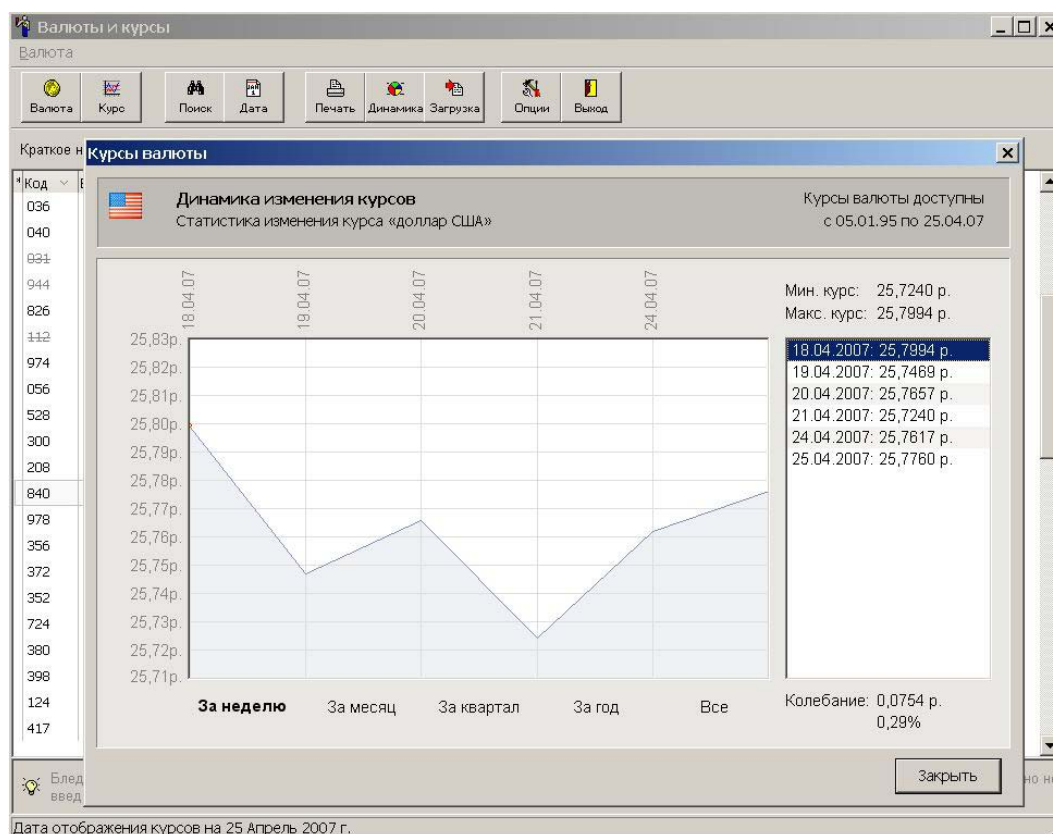 Валюты и курсы
Валюта
Валюта Курс Поиск Дата Печать Динамика Загрузка Опции Выход
Краткое н
Курсы валюты
* Код
036
040
031
944
826
112
974
056
528
300
208
840
978
356
372
352
724
380
398
124
417
Динамика изменения курсов
Статистика изменения курса «доллар США»
Курсы валюты доступны
с 05.01.95 по 25.04.07
18.04.07
19.04.07
20.04.07
21.04.07
24.04.07
25,83р.
25,82р.
25,81р.
25,80р.
25,79р.
25,78р.
25,77р.
25,76р.
25,75р.
25,74р.
25,73р.
25,72р.
25,71р.
За неделю За месяц За квартал За год Все
Мин. курс: 25,7240 р.
Макс. курс: 25,7994 р.
18.04.2007: 25,7994 р.
19.04.2007: 25,7469 р.
20.04.2007: 25,7657 р.
21.04.2007: 25,7240 р.
24.04.2007: 25,7617 р.
25.04.2007: 25,7760 р.
Колебание: 0,0754 р.
0,29%
Закрыть
Блед
введ
но не
Дата отображения курсов на 25 Апрель 2007 г.